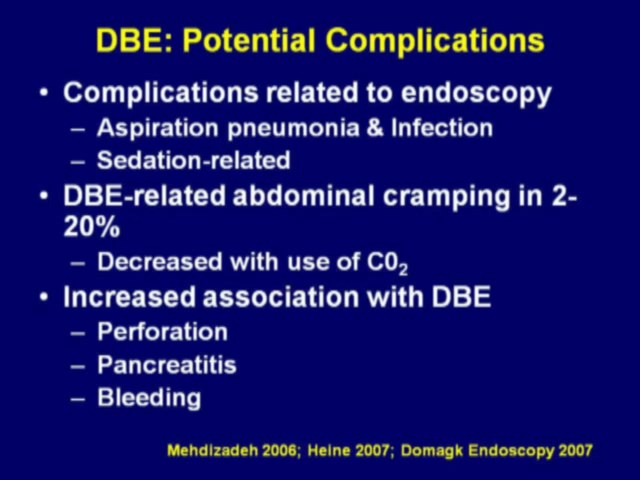 DBE: Potential Complications
• Complications related to endoscopy
– Aspiration pneumonia & Infection
– Sedation-related
• DBE-related abdominal cramping in 2-
20%
– Decreased with use of C0₂
• Increased association with DBE
– Perforation
– Pancreatitis
– Bleeding
Mehdizadeh 2006; Heine 2007; Domagk Endoscopy 2007